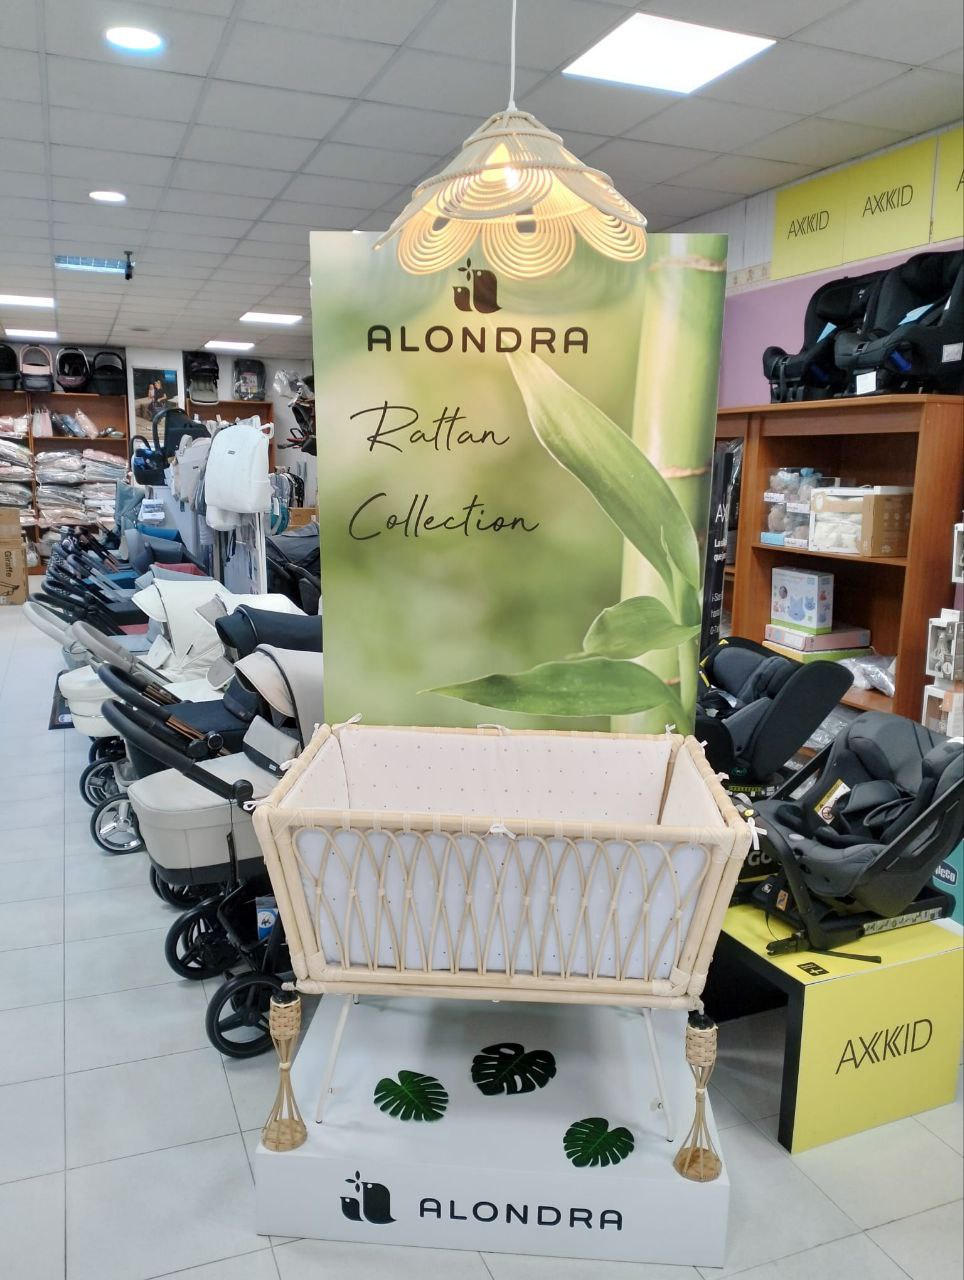 AXKID
AXKID
ALONDRA
Rattan
Collection
AXKID
ALONDRA